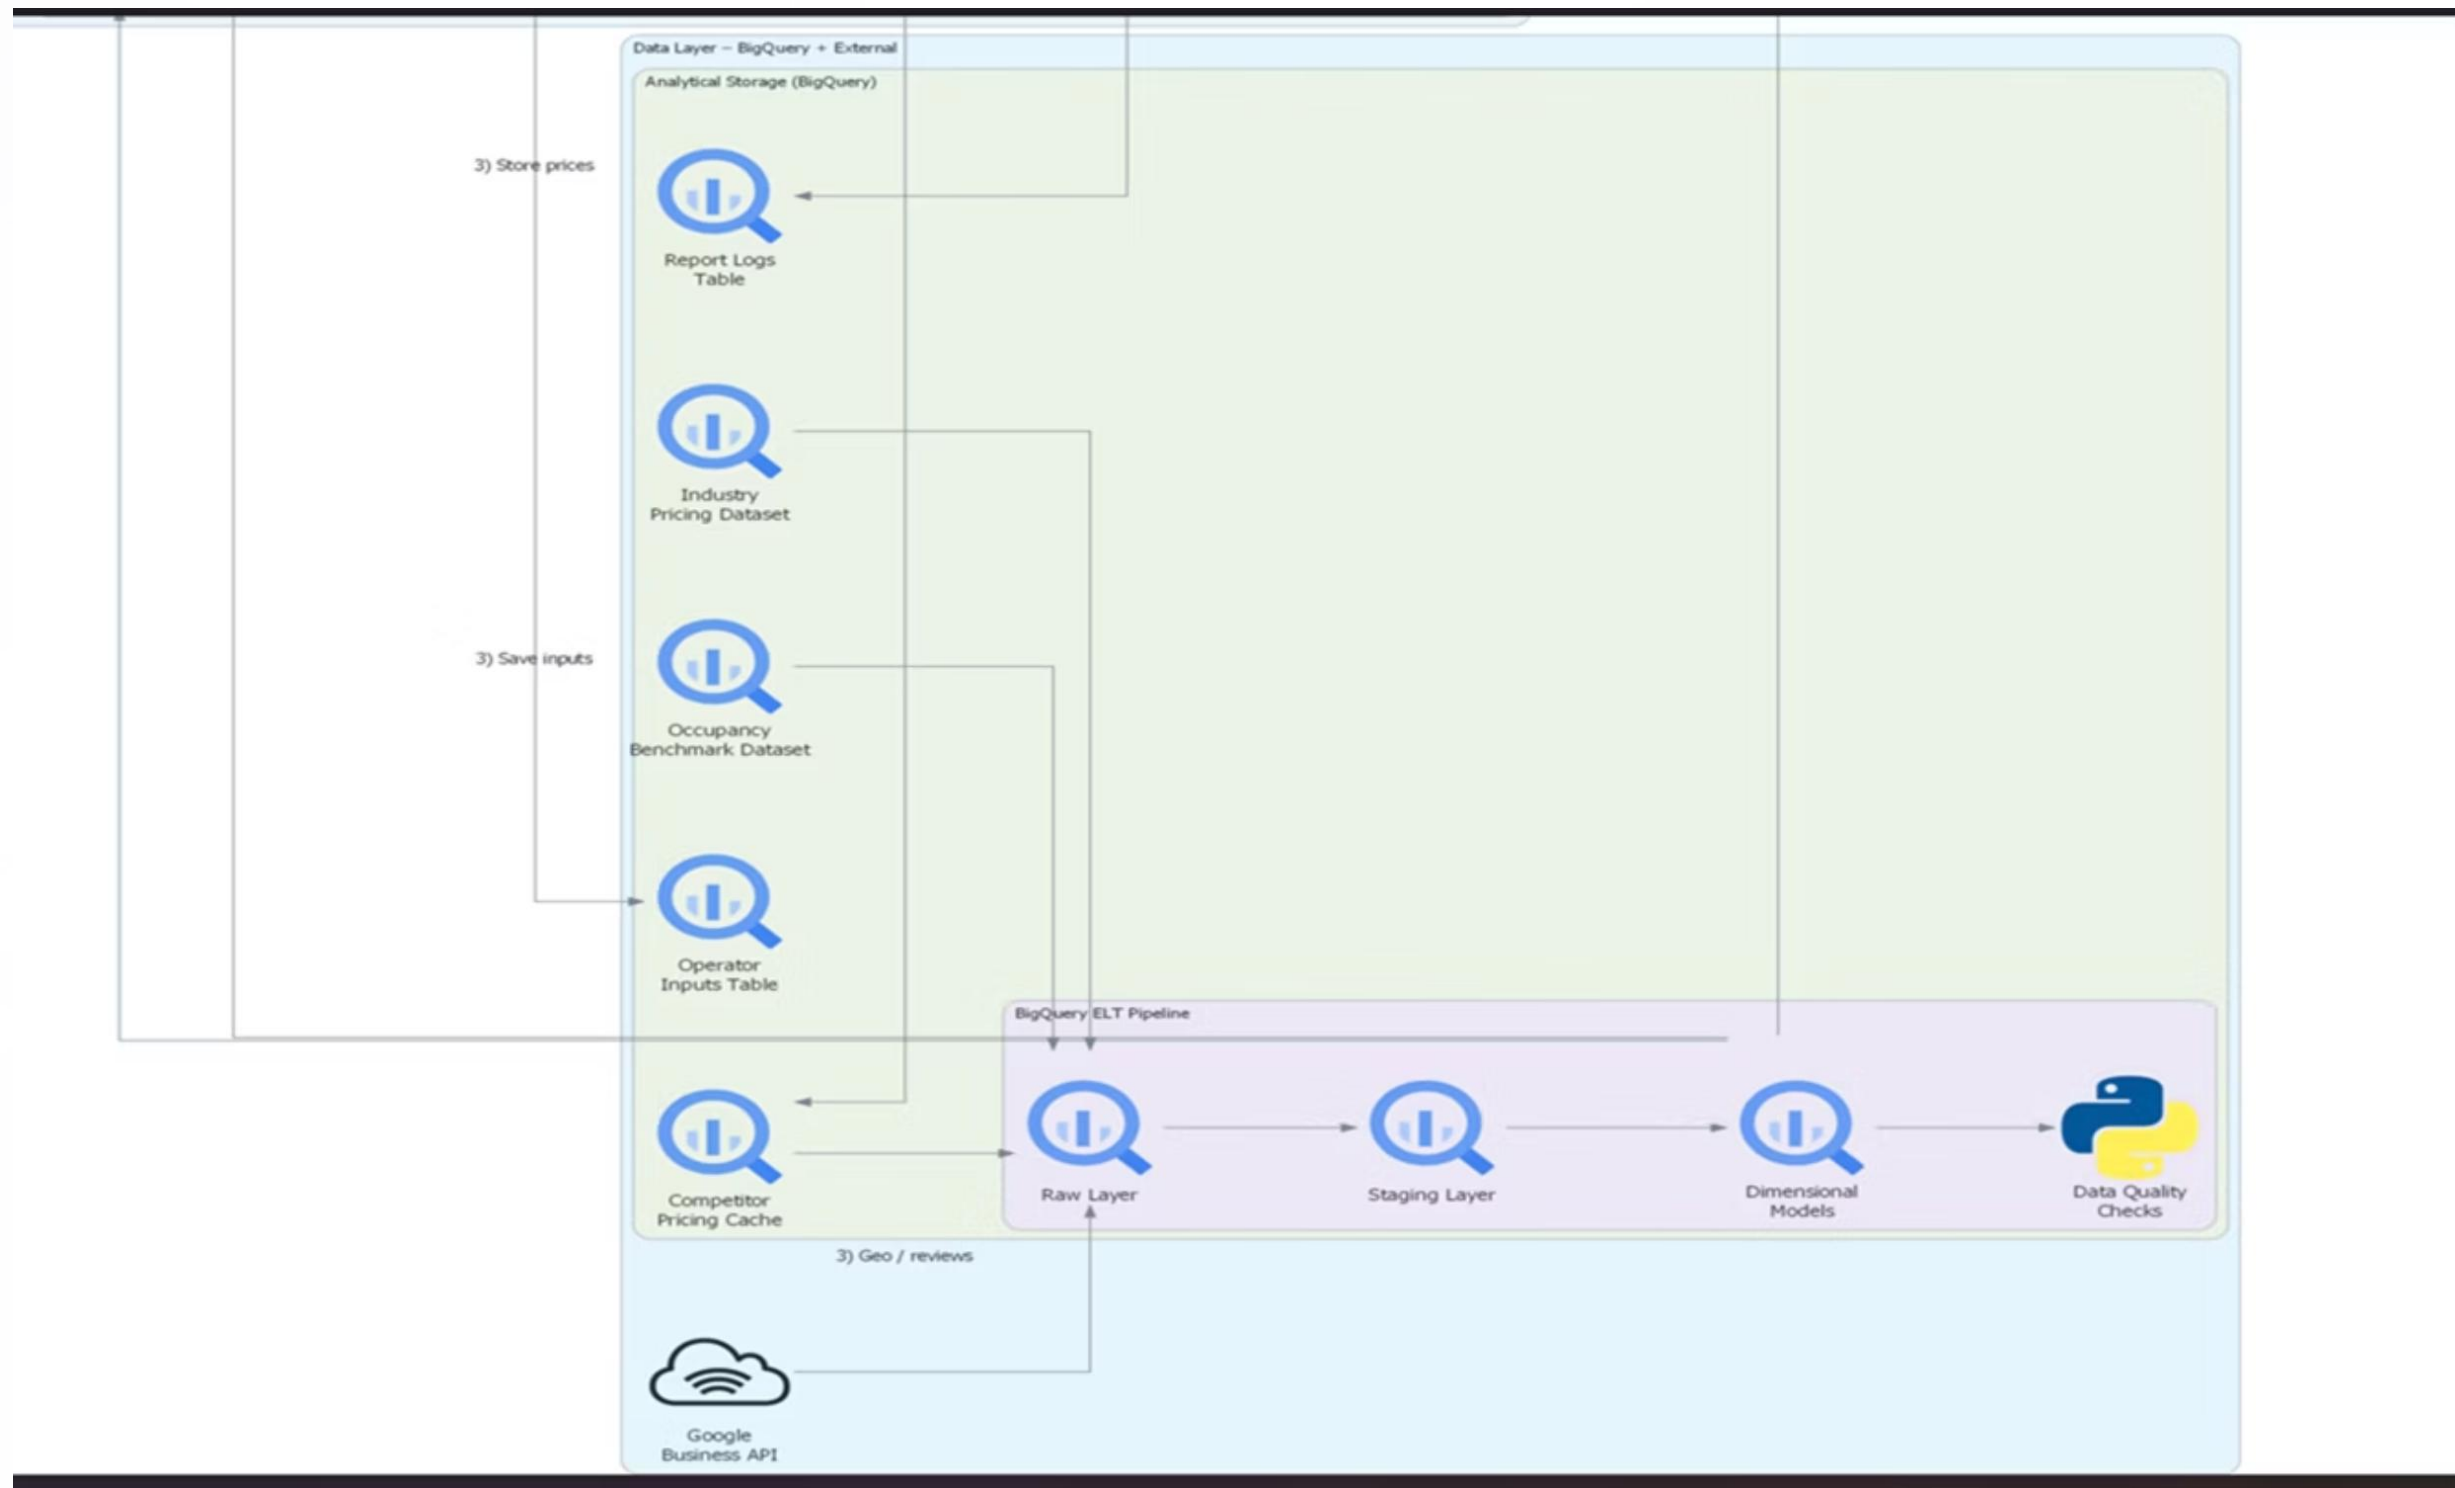 Data Layer – BigQuery + External
Analytical Storage (BigQuery)
3) Store prices
Report Logs
Table
Industry
Pricing Dataset
3) Save inputs
Occupancy
Benchmark Dataset
Operator
Inputs Table
BigQuery ELT Pipeline
Competitor
Pricing Cache
Raw Layer
Staging Layer
Dimensional
Models
Data Quality
Checks
3) Geo / reviews
Google
Business API